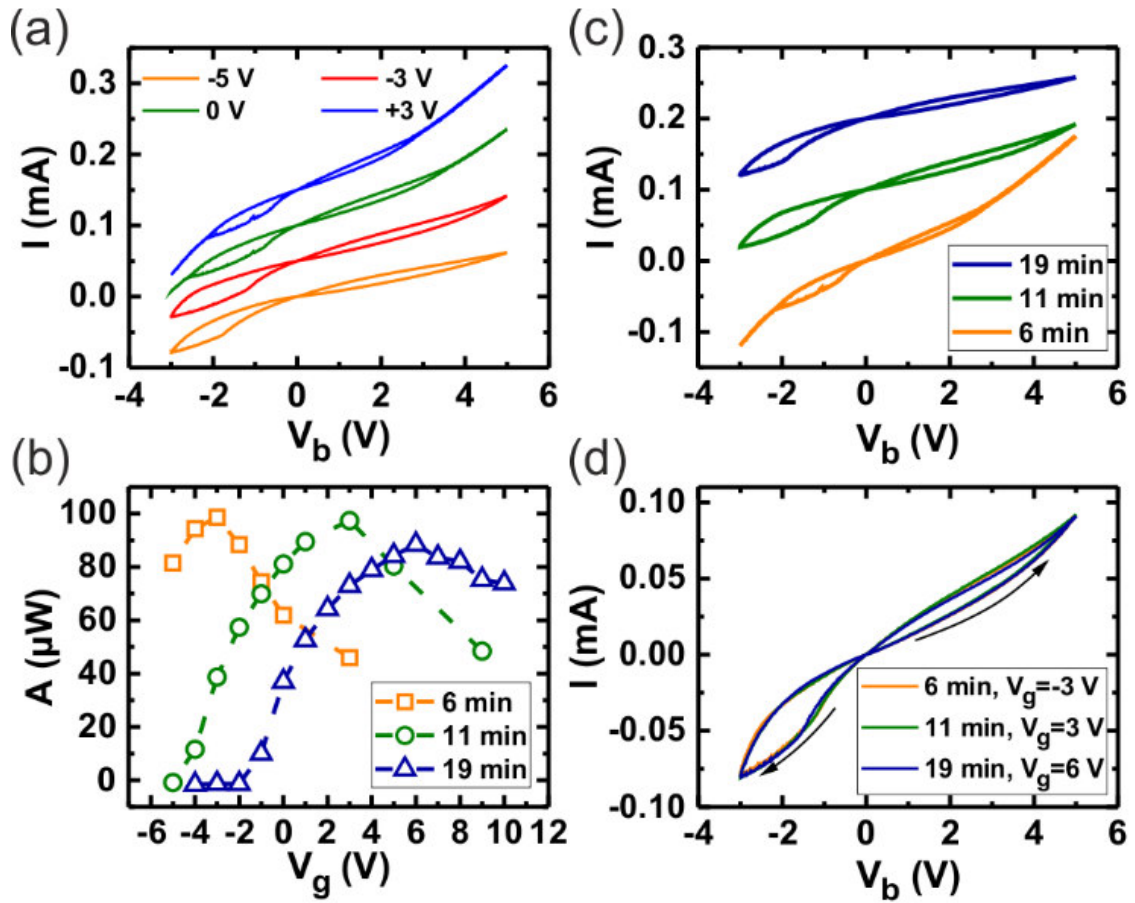 (a)
-5 V -3 V
0 V +3 V
I (mA)
0.3
0.2
0.1
0.0
-0.1
-4 -2 0 2 4 6
V_b (V)
(c)
I (mA)
0.3
0.2
0.1
0.0
-0.1
19 min
11 min
6 min
-4 -2 0 2 4 6
V_b (V)
(b)
A (µW)
100
80
60
40
20
0
6 min
11 min
19 min
-6 -4 -2 0 2 4 6 8 10 12
V_g (V)
(d)
I (mA)
0.10
0.05
0.00
-0.05
-0.10
6 min, V_g=-3 V
11 min, V_g=3 V
19 min, V_g=6 V
-4 -2 0 2 4 6
V_b (V)